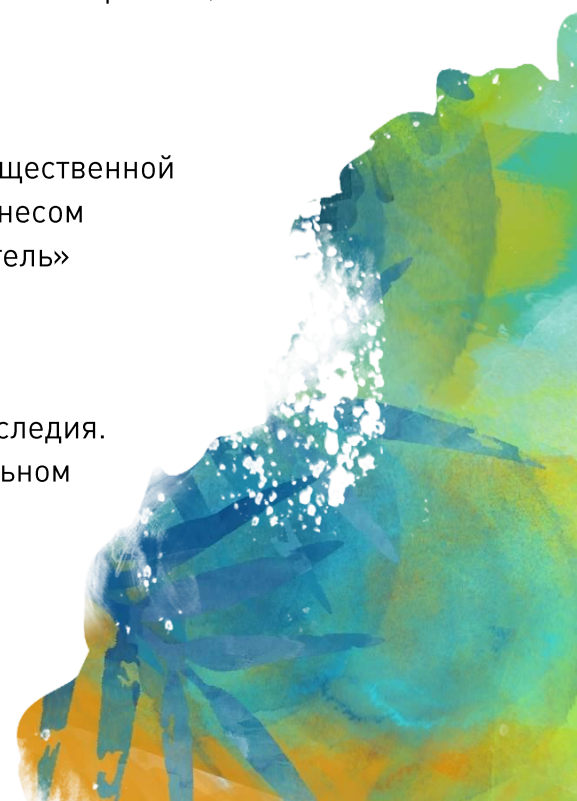 щественной
несом
тель»
следия.
ьном